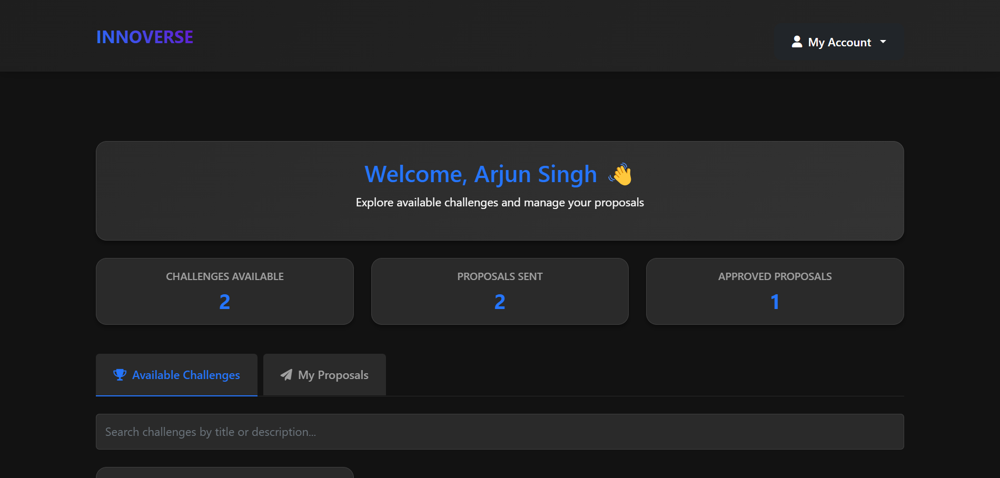 INNOVERSE
My Account
Welcome, Arjun Singh 👋
Explore available challenges and manage your proposals
CHALLENGES AVAILABLE
2
PROPOSALS SENT
2
APPROVED PROPOSALS
1
Available Challenges
My Proposals
Search challenges by title or description...